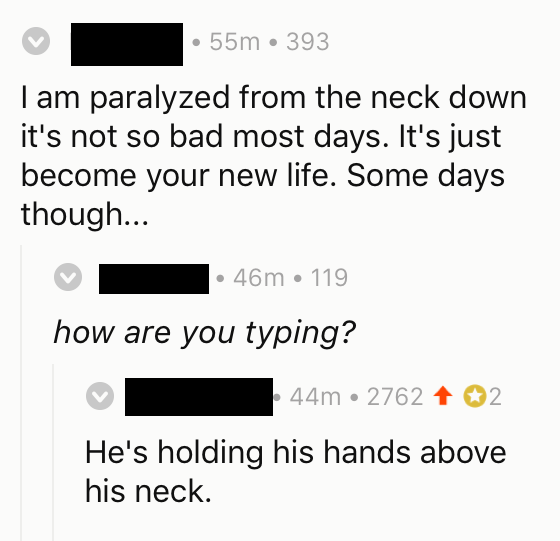 • 55m • 393
I am paralyzed from the neck down
it's not so bad most days. It's just
become your new life. Some days
though...
• 46m • 119
how are you typing?
• 44m • 2762 2
He's holding his hands above
his neck.